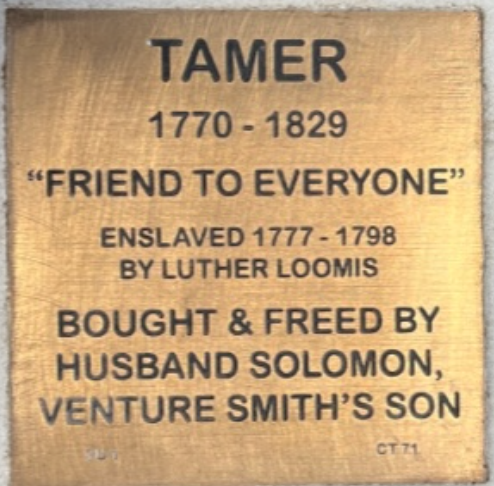 TAMER
1770 - 1829
“FRIEND TO EVERYONE”
ENSLAVED 1777 - 1798
BY LUTHER LOOMIS
BOUGHT & FREED BY
HUSBAND SOLOMON,
VENTURE SMITH’S SON
CT 71